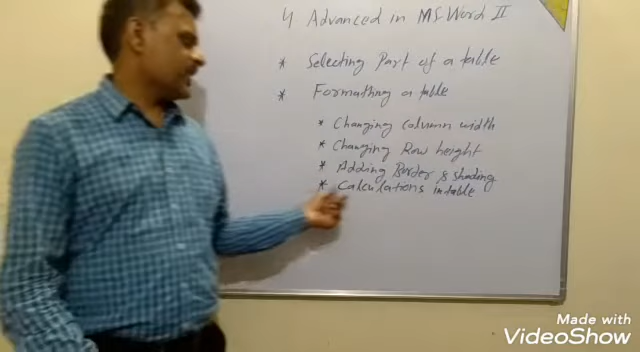 4 Advanced in MS Word II
* Selecting Part of a table
* Formatting a table
* Changing column width
* Changing Row height
* Adding Border & shading
* Calculations in table
Made with
VideoShow